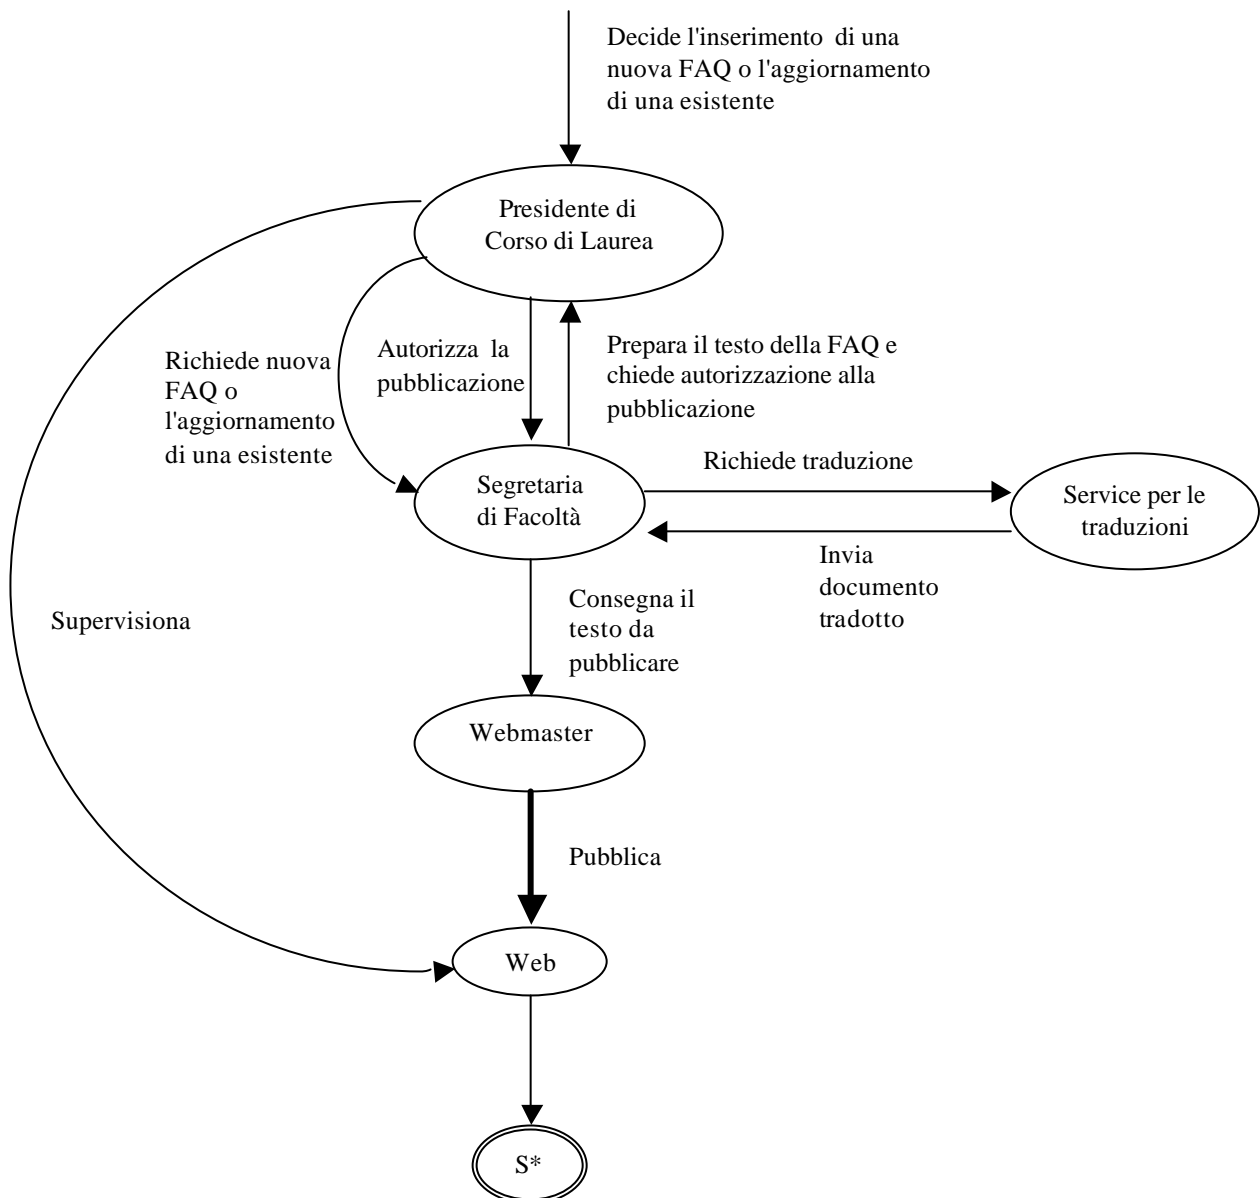 Decide l'inserimento di una
nuova FAQ o l'aggiornamento
di una esistente
Presidente di
Corso di Laurea
Richiede nuova
FAQ o
l'aggiornamento
di una esistente
Autorizza la
pubblicazione
Prepara il testo della FAQ e
chiede autorizzazione alla
pubblicazione
Richiede traduzione
Segretaria
di Facoltà
Service per le
traduzioni
Invia
documento
tradotto
Supervisiona
Consegna il
testo da
pubblicare
Webmaster
Pubblica
Web
S*